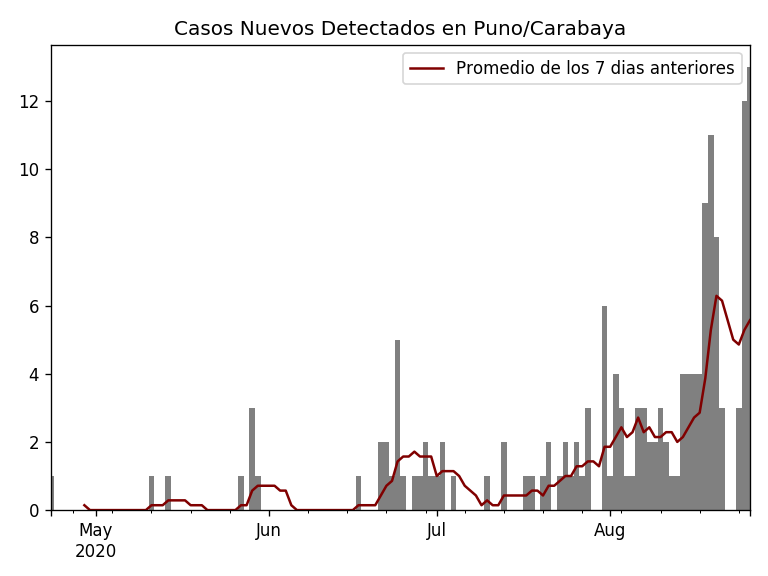 Casos Nuevos Detectados en Puno/Carabaya
Promedio de los 7 dias anteriores
12
10
8
6
4
2
0
May Jun Jul Aug
2020